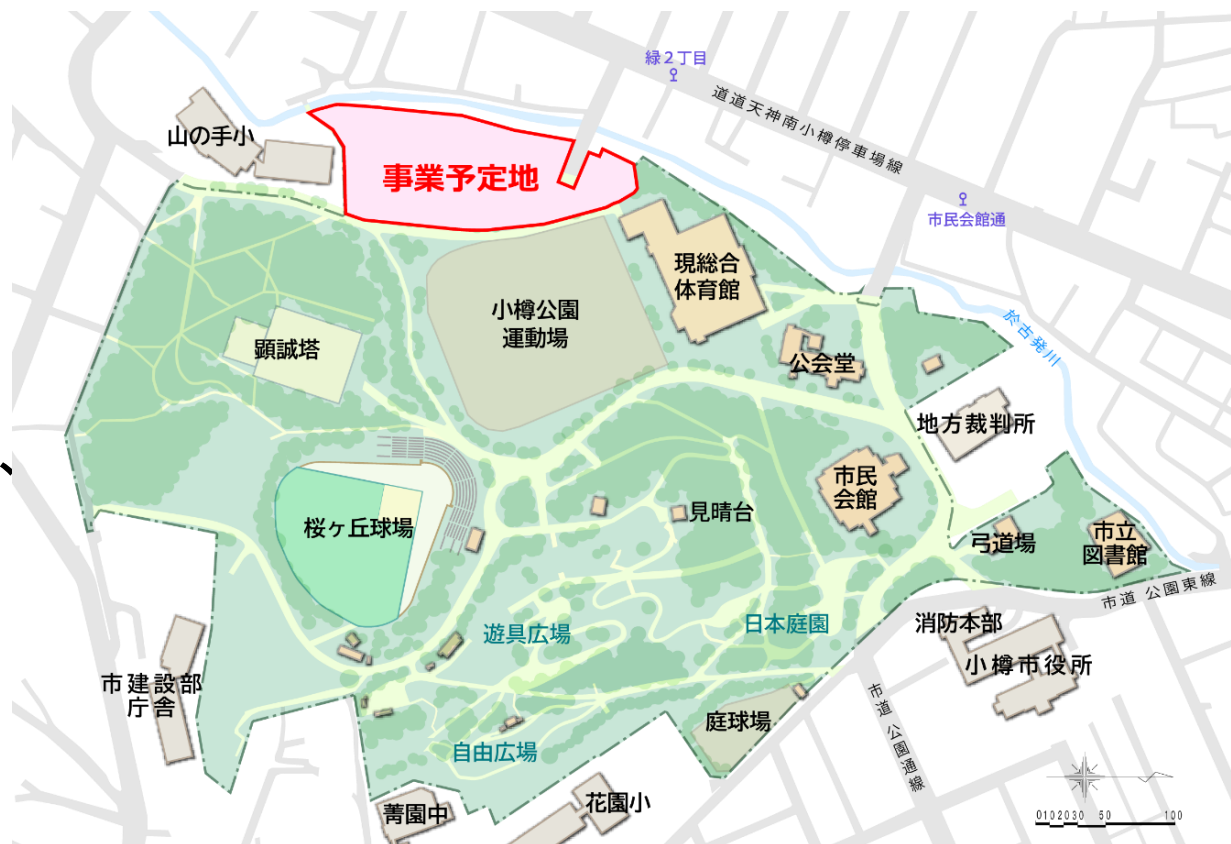 緑２丁目
道道天神南小樽停車場線
山の手小
事業予定地
市民会館通
現総合
体育館
小樽公園
運動場
於古発川
顕誠塔
公会堂
地方裁判所
市民
会館
見晴台
桜ヶ丘球場
弓道場
市立
図書館
市道 公園東線
遊具広場
日本庭園
消防本部
小樽市役所
市建設部
庁舎
市道 公園通線
庭球場
自由広場
菁園中
花園小
0102030 50 100